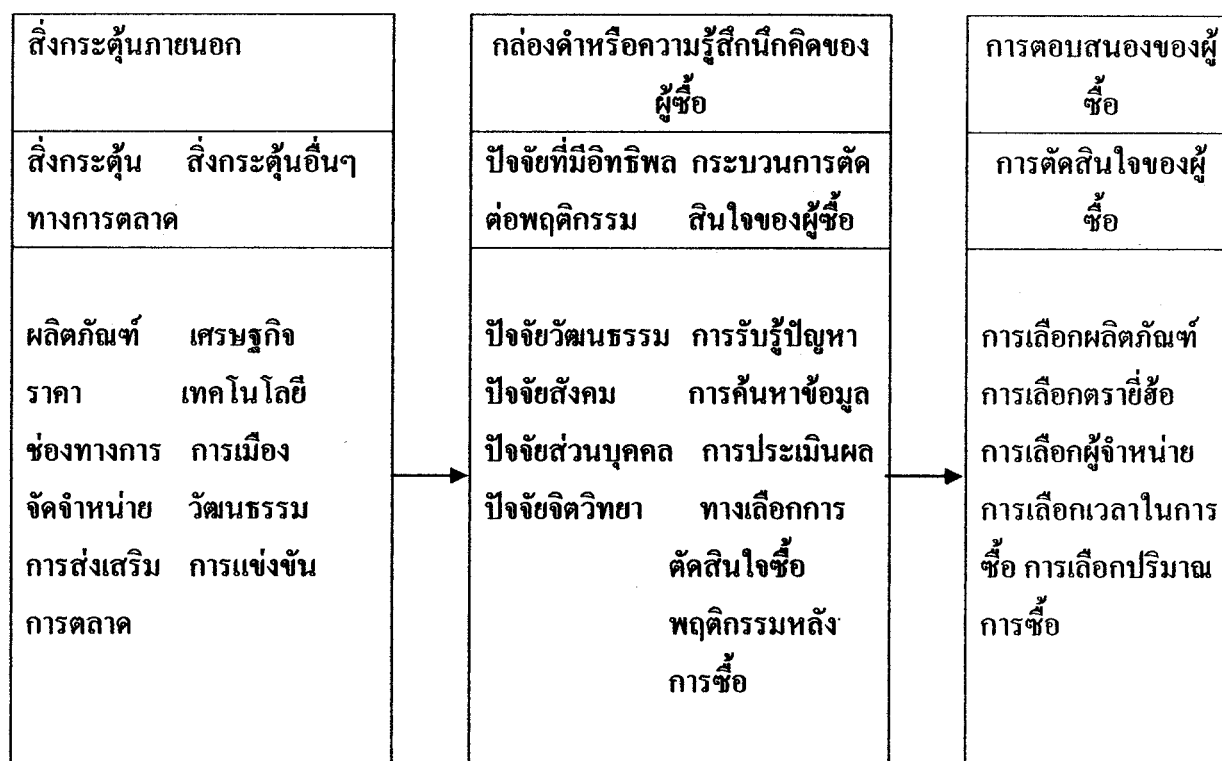 สิ่งกระตุ้นภายนอก
สิ่งกระตุ้น สิ่งกระตุ้นอื่นๆ
ทางการตลาด
ผลิตภัณฑ์ เศรษฐกิจ
ราคา เทคโนโลยี
ช่องทางการ การเมือง
จัดจำหน่าย วัฒนธรรม
การส่งเสริม การแข่งขัน
การตลาด
กล่องดำหรือความรู้สึกนึกคิดของ
ผู้ซื้อ
ปัจจัยที่มีอิทธิพล กระบวนการตัด
ต่อพฤติกรรม สินใจของผู้ซื้อ
ปัจจัยวัฒนธรรม การรับรู้ปัญหา
ปัจจัยสังคม การค้นหาข้อมูล
ปัจจัยส่วนบุคคล การประเมินผล
ปัจจัยจิตวิทยา ทางเลือกการ
ตัดสินใจซื้อ
พฤติกรรมหลัง
การซื้อ
การตอบสนองของผู้
ซื้อ
การตัดสินใจของผู้
ซื้อ
การเลือกผลิตภัณฑ์
การเลือกตรายี่ฮ้อ
การเลือกผู้จำหน่าย
การเลือกเวลาในการ
ซื้อ การเลือกปริมาณ
การซื้อ